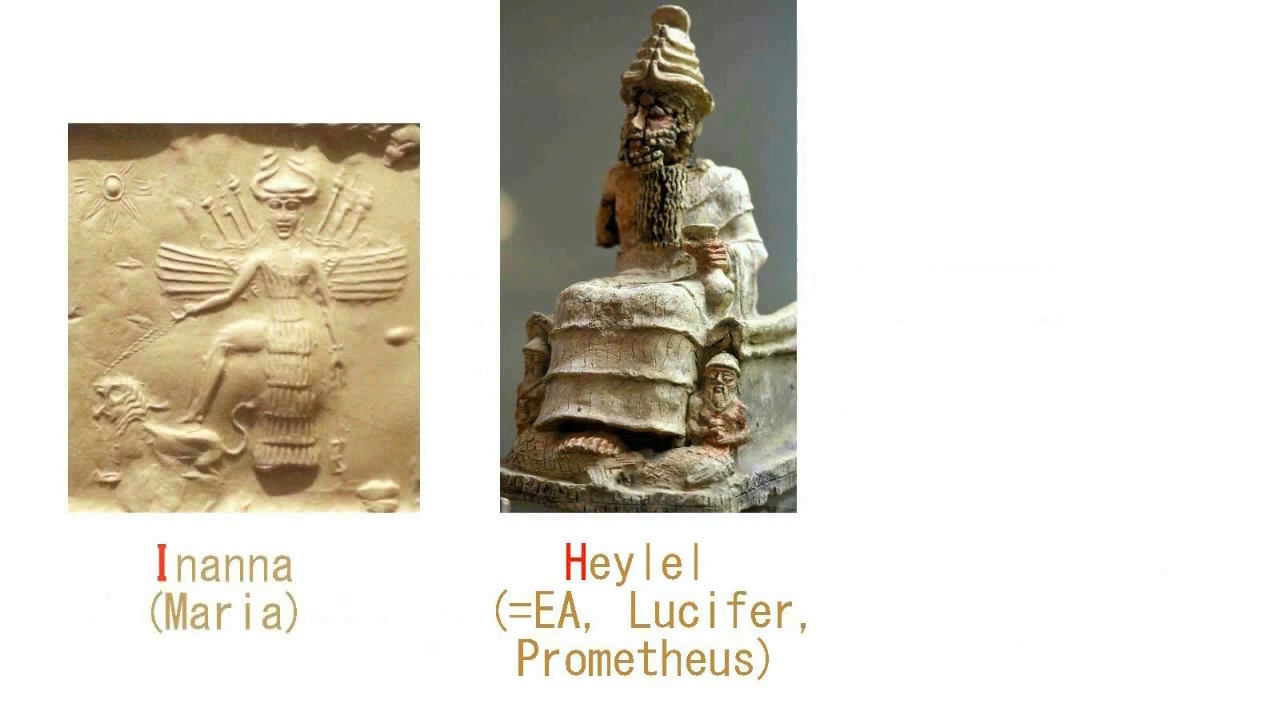 Inanna
(Maria)
Heylel
(=EA, Lucifer,
Prometheus)